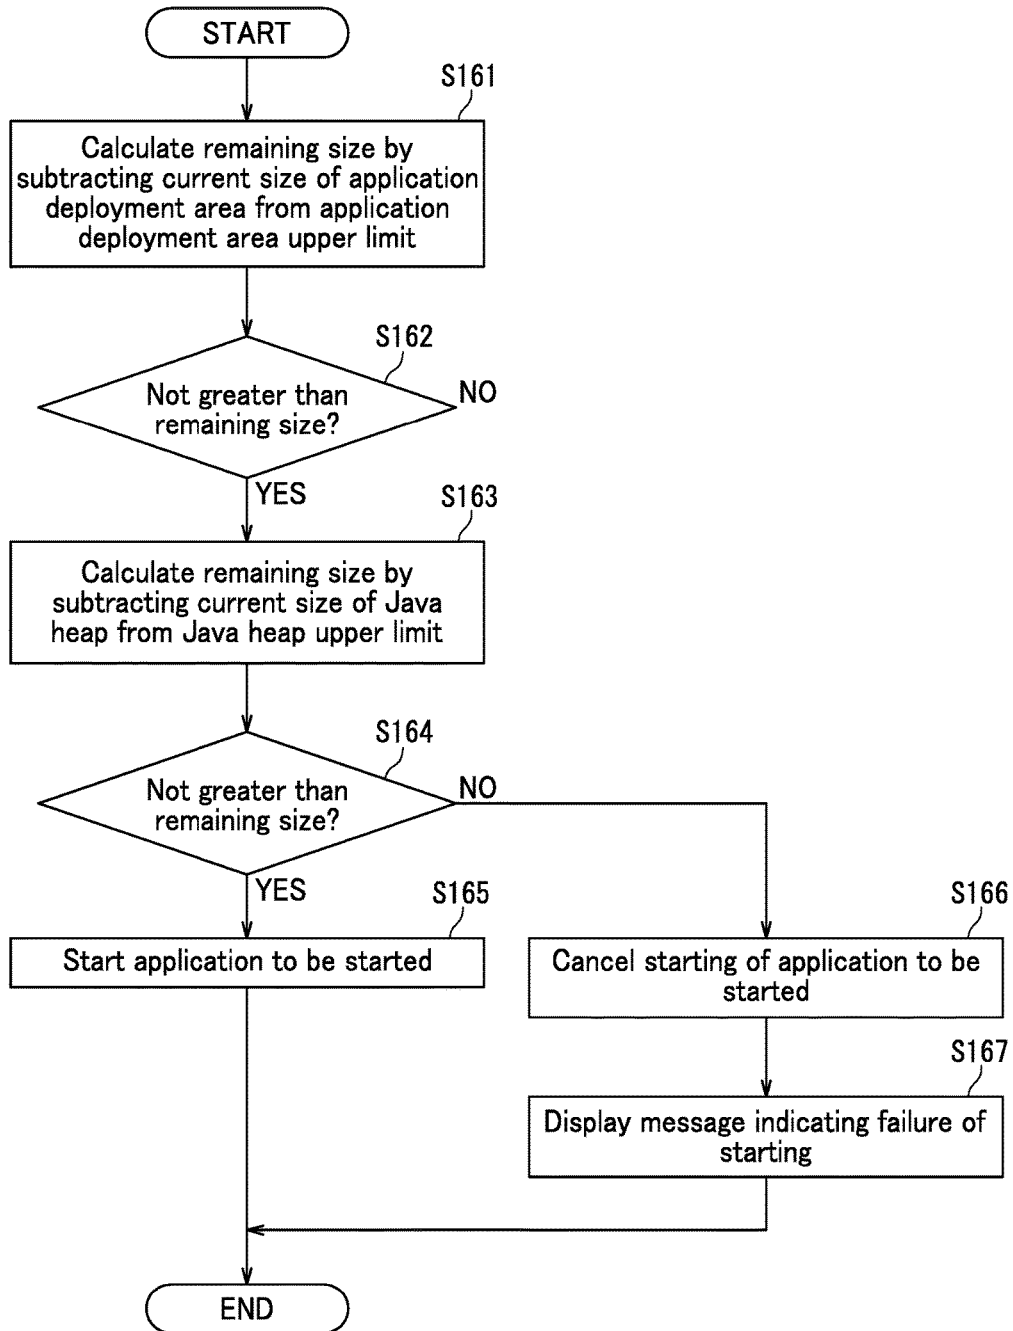 START
S161
Calculate remaining size by
subtracting current size of application
deployment area from application
deployment area upper limit
S162
Not greater than
remaining size?
NO
YES
S163
Calculate remaining size by
subtracting current size of Java
heap from Java heap upper limit
S164
Not greater than
remaining size?
NO
YES
S165
Start application to be started
S166
Cancel starting of application to be
started
S167
Display message indicating failure of
starting
END